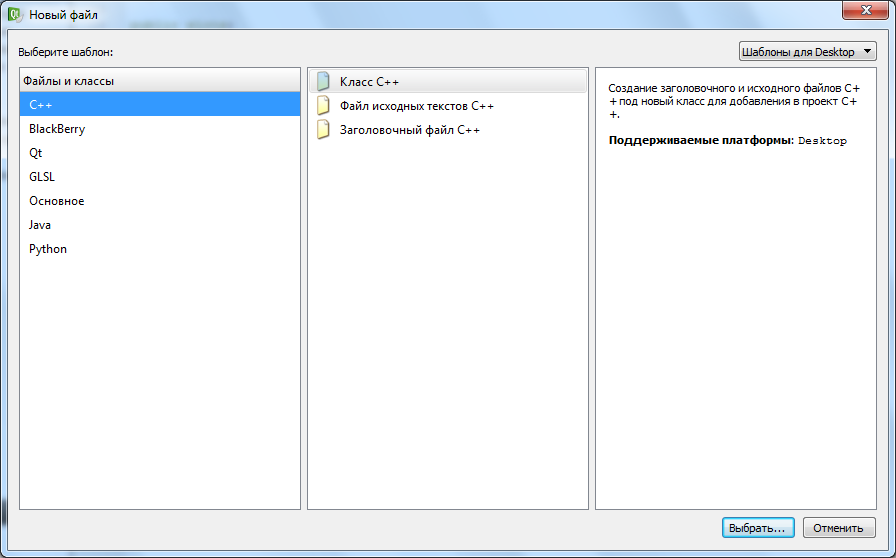 Новый файл
Выберите шаблон:
Шаблоны для Desktop
Файлы и классы
C++
BlackBerry
Qt
GLSL
Основное
Java
Python
Класс C++
Файл исходных текстов C++
Заголовочный файл C++
Создание заголовочного и исходного файлов C+
+ под новый класс для добавления в проект C+
+.
Поддерживаемые платформы: Desktop
Выбрать...
Отменить